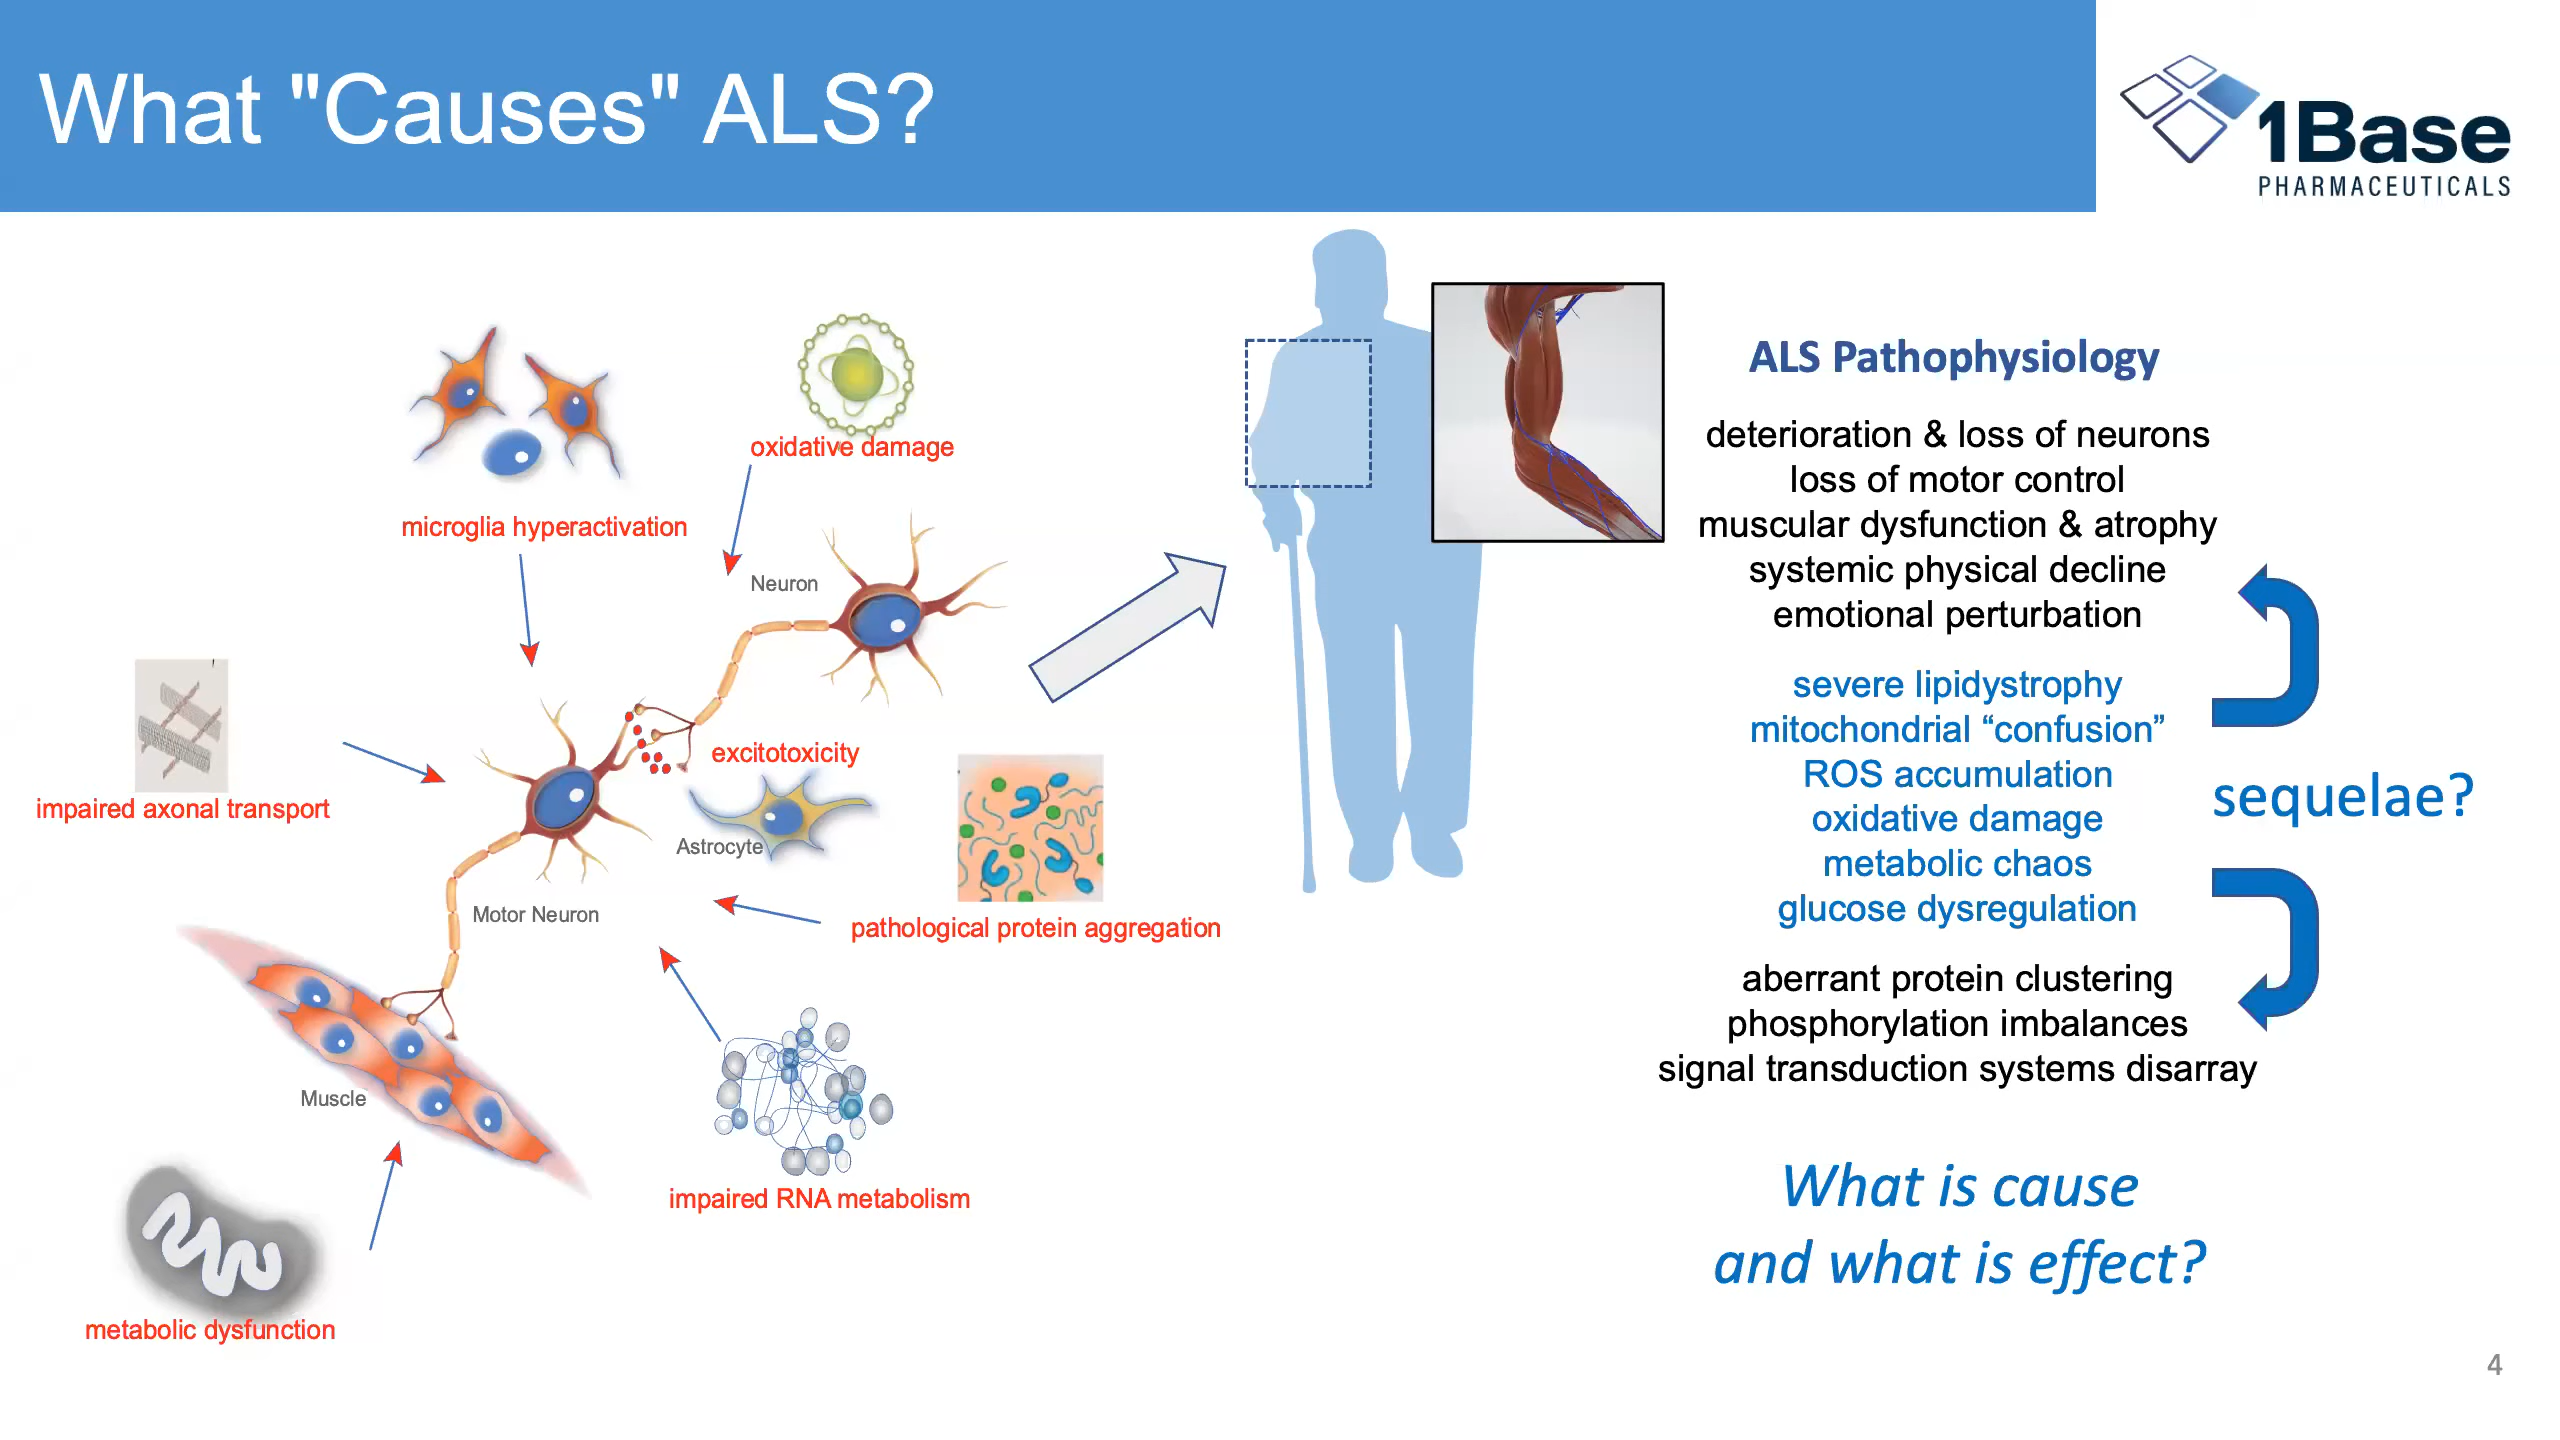 What "Causes" ALS?
1Base
PHARMACEUTICALS
oxidative damage
microglia hyperactivation
Neuron
impaired axonal transport
excitotoxicity
Astrocyte
Motor Neuron
pathological protein aggregation
Muscle
impaired RNA metabolism
metabolic dysfunction
ALS Pathophysiology
deterioration & loss of neurons
loss of motor control
muscular dysfunction & atrophy
systemic physical decline
emotional perturbation
severe lipidystrophy
mitochondrial “confusion”
ROS accumulation
oxidative damage
metabolic chaos
glucose dysregulation
sequelae?
aberrant protein clustering
phosphorylation imbalances
signal transduction systems disarray
What is cause
and what is effect?
4